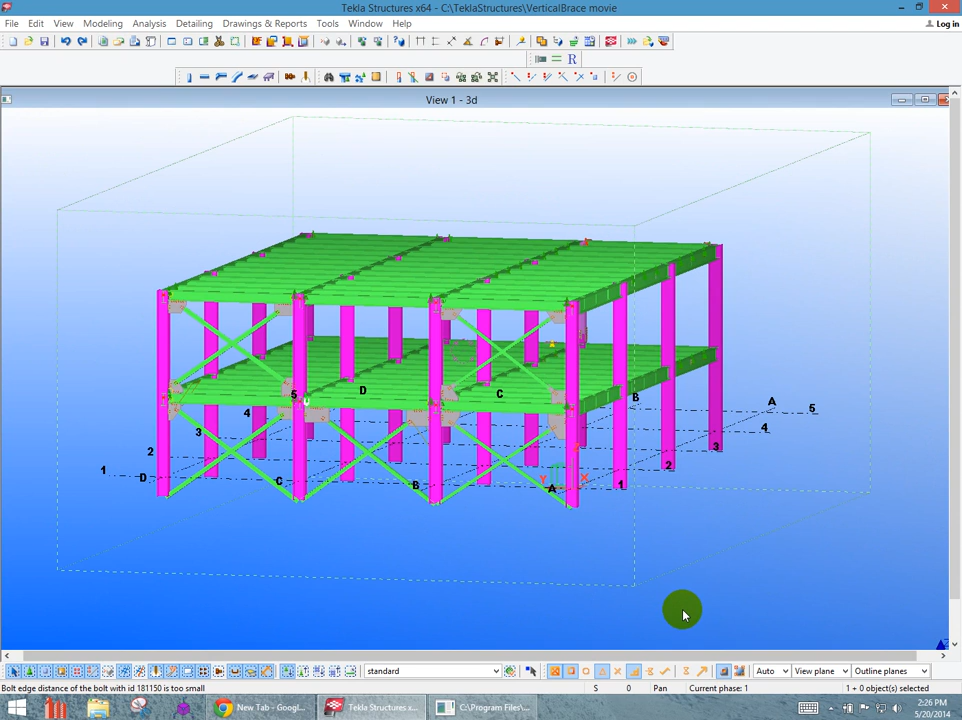 Tekla Structures x64 - C:\TeklaStructures\VerticalBrace movie
File Edit View Modeling Analysis Detailing Drawings & Reports Tools Window Help
Log in
R
View 1 - 3d
5 D C B A 5
4 4
3 3
2 2
1 D C B A 1
standard
Auto View plane Outline planes
Bolt edge distance of the bolt with id 181150 is too small S 0 Pan Current phase: 1 1 + 0 object(s) selected
New Tab - Googl... Tekla Structures x... C:\Program Files\...
2:26 PM
5/20/2014